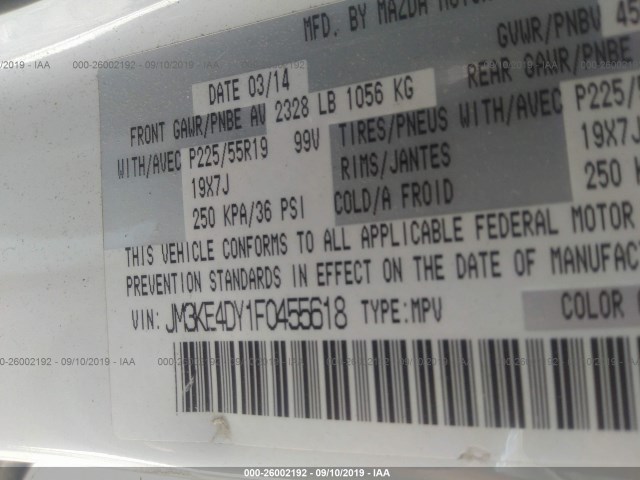 MFD. BY MAZDA MOTOR
DATE 03/14 GVWR/PNBV 45
FRONT GAWR/PNBE AV 2328 LB 1056 KG REAR GAWR/PNBE
WITH/AVEC P225/55R19 99V TIRES/PNEUS WITH/AVEC P225/5
19X7J RIMS/JANTES 19X7J
250 KPA/36 PSI COLD/A FROID 250 K
THIS VEHICLE CONFORMS TO ALL APPLICABLE FEDERAL MOTOR
PREVENTION STANDARDS IN EFFECT ON THE DATE OF MANUFAC
VIN: JM3KE4DY1F0455618 TYPE:MPV COLOR
000-26002192 - 09/10/2019 - IAA